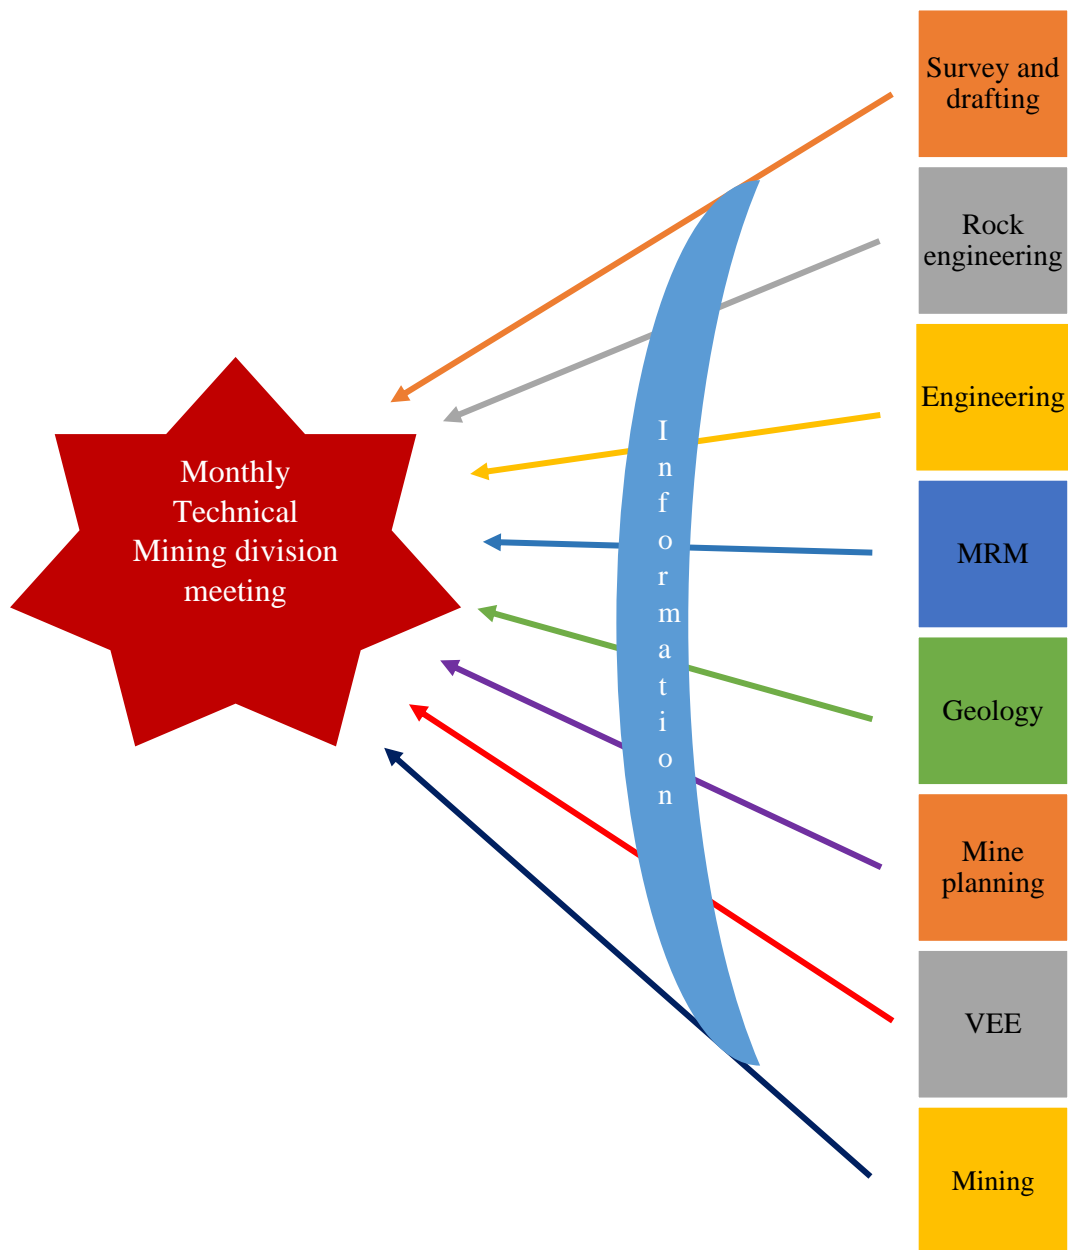 Survey and
drafting
Rock
engineering
Engineering
MRM
Geology
Mine
planning
VEE
Mining
Information
Monthly
Technical
Mining division
meeting